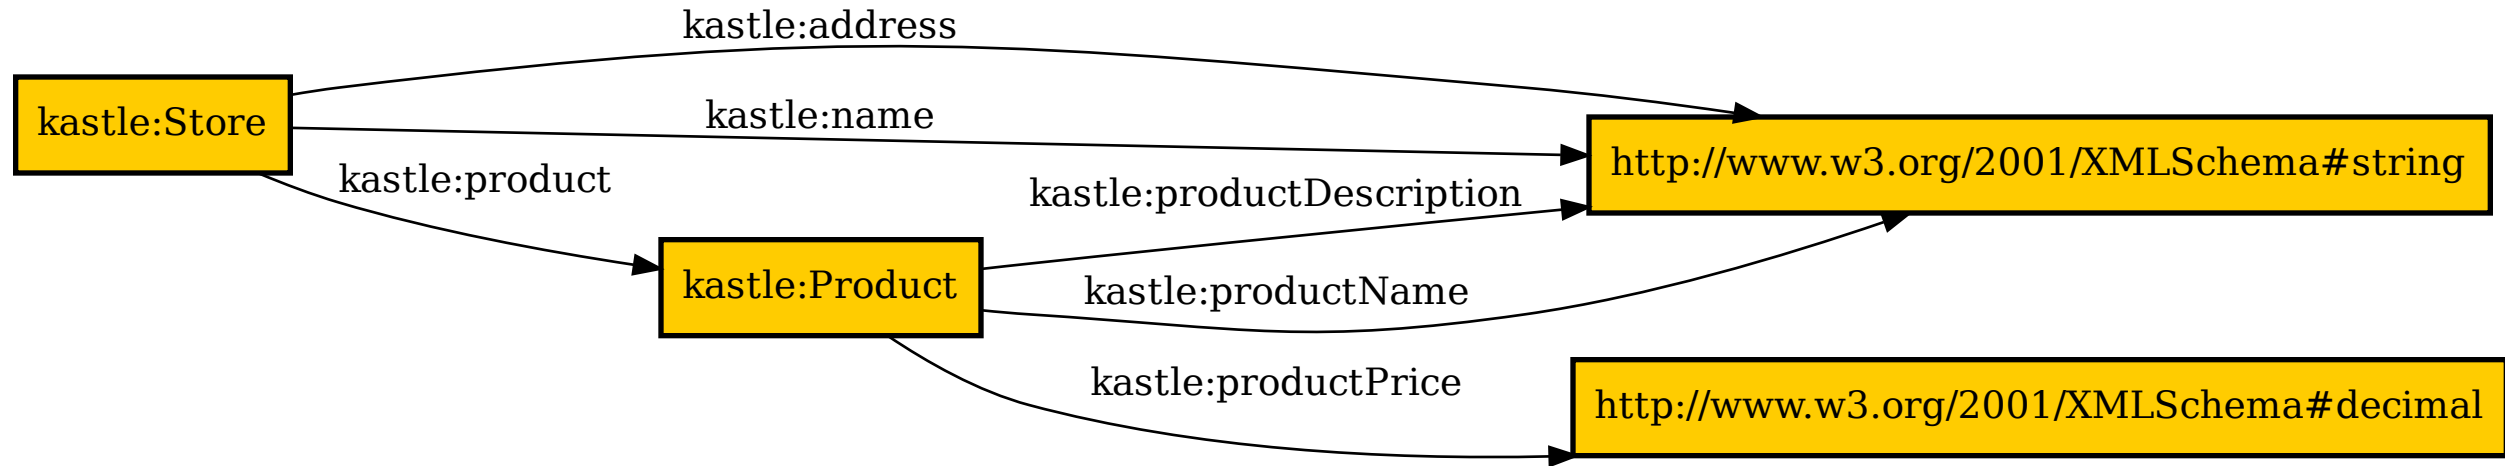 kastle:address
kastle:Store
kastle:name
http://www.w3.org/2001/XMLSchema#string
kastle:product
kastle:productDescription
kastle:Product
kastle:productName
kastle:productPrice
http://www.w3.org/2001/XMLSchema#decimal